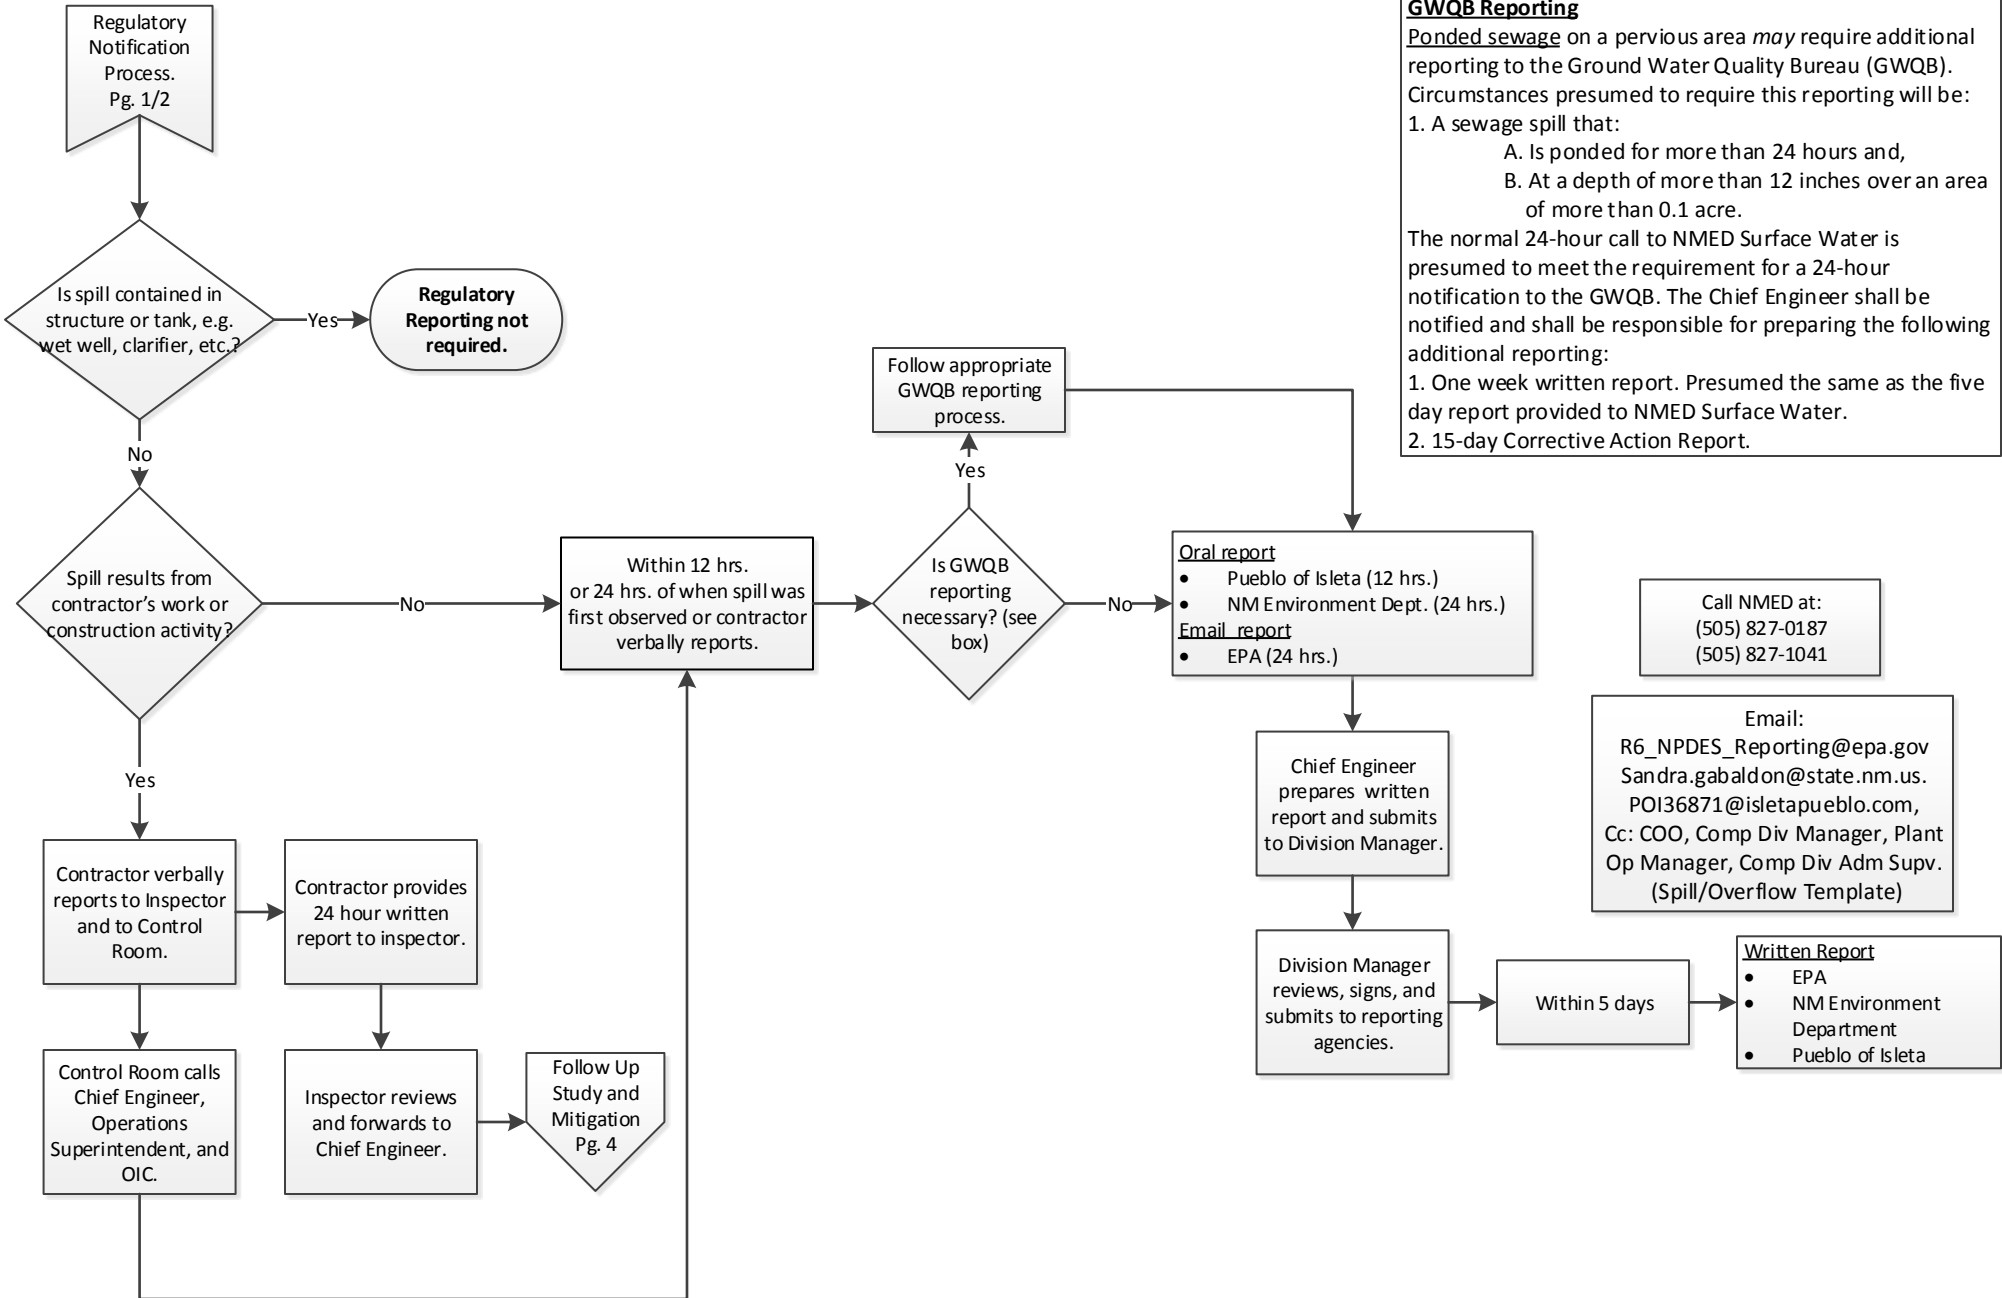 Regulatory
Notification
Process.
Pg. 1/2
Is spill contained in
structure or tank, e.g.
wet well, clarifier, etc.?
Yes
Regulatory
Reporting not
required.
No
Spill results from
contractor’s work or
construction activity?
No
Within 12 hrs.
or 24 hrs. of when spill was
first observed or contractor
verbally reports.
Yes
Contractor verbally
reports to Inspector
and to Control
Room.
Contractor provides
24 hour written
report to inspector.
Control Room calls
Chief Engineer,
Operations
Superintendent, and
OIC.
Inspector reviews
and forwards to
Chief Engineer.
Follow Up
Study and
Mitigation
Pg. 4
Is GWQB
reporting
necessary? (see
box)
Yes
Follow appropriate
GWQB reporting
process.
No
Oral report
• Pueblo of Isleta (12 hrs.)
• NM Environment Dept. (24 hrs.)
Email report
• EPA (24 hrs.)
Chief Engineer
prepares written
report and submits
to Division Manager.
Division Manager
reviews, signs, and
submits to reporting
agencies.
Within 5 days
Written Report
• EPA
• NM Environment
Department
• Pueblo of Isleta
GWQB Reporting
Ponded sewage on a pervious area may require additional
reporting to the Ground Water Quality Bureau (GWQB).
Circumstances presumed to require this reporting will be:
1. A sewage spill that:
A. Is ponded for more than 24 hours and,
B. At a depth of more than 12 inches over an area
of more than 0.1 acre.
The normal 24-hour call to NMED Surface Water is
presumed to meet the requirement for a 24-hour
notification to the GWQB. The Chief Engineer shall be
notified and shall be responsible for preparing the following
additional reporting:
1. One week written report. Presumed the same as the five
day report provided to NMED Surface Water.
2. 15-day Corrective Action Report.
Call NMED at:
(505) 827-0187
(505) 827-1041
Email:
R6_NPDES_Reporting@epa.gov
Sandra.gabaldon@state.nm.us.
POI36871@isletapueblo.com,
Cc: COO, Comp Div Manager, Plant
Op Manager, Comp Div Adm Supv.
(Spill/Overflow Template)